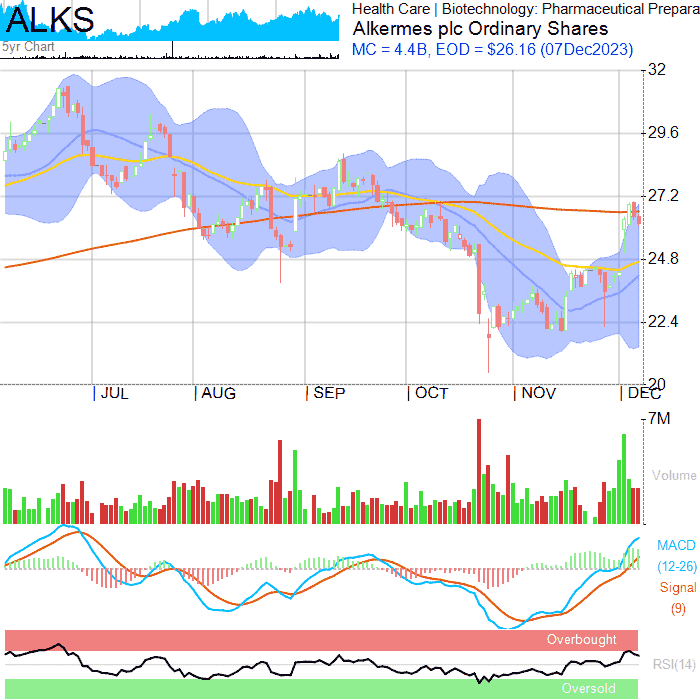 ALKS
5yr Chart
Health Care | Biotechnology: Pharmaceutical Prepara
Alkermes plc Ordinary Shares
MC = 4.4B, EOD = $26.16 (07Dec2023)
32
29.6
27.2
24.8
22.4
20
JUL AUG SEP OCT NOV DEC
7M
Volume
MACD
(12-26)
Signal
(9)
Overbought
RSI(14)
Oversold